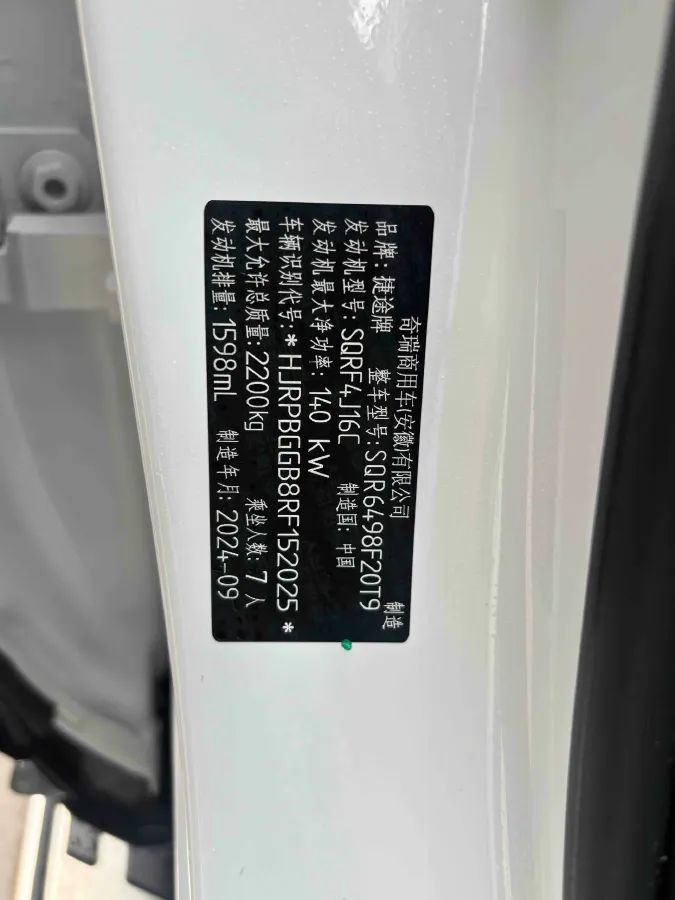 奇瑞商用车(安徽)有限公司 制造
品牌:捷途牌 整车型号:SQR6498F20T9
发动机型号:SQRF4J16C 制造国:中国
发动机最大净功率:140 kW
车辆识别代号:*HJRPBGGB8RF152025*
最大允许总质量:2200kg 乘坐人数:7人
发动机排量:1598mL 制造年月:2024-09